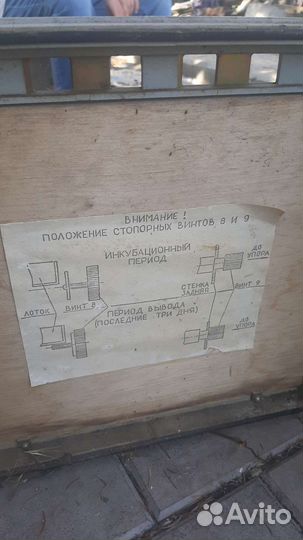 ВНИМАНИЕ !
ПОЛОЖЕНИЕ СТОПОРНЫХ ВИНТОВ 8 И 9
ИНКУБАЦИОННЫЙ
ПЕРИОД
ДО
УПОРА
СТЕНКА
ЗАДНЯЯ
ЛОТОК
ВИНТ 8
ВИНТ 9
ПЕРИОД ВЫВОДА
(ПОСЛЕДНИЕ ТРИ ДНЯ)
ДО
УПОРА
Avito